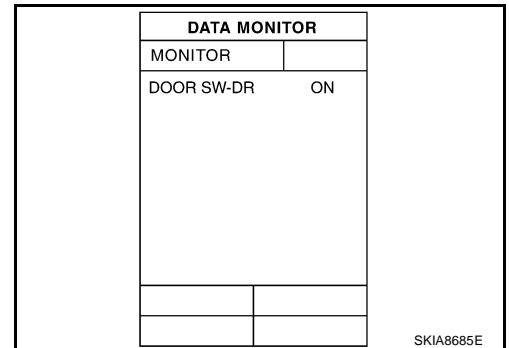 DATA MONITOR
MONITOR
DOOR SW-DR ON
SKIA8685E